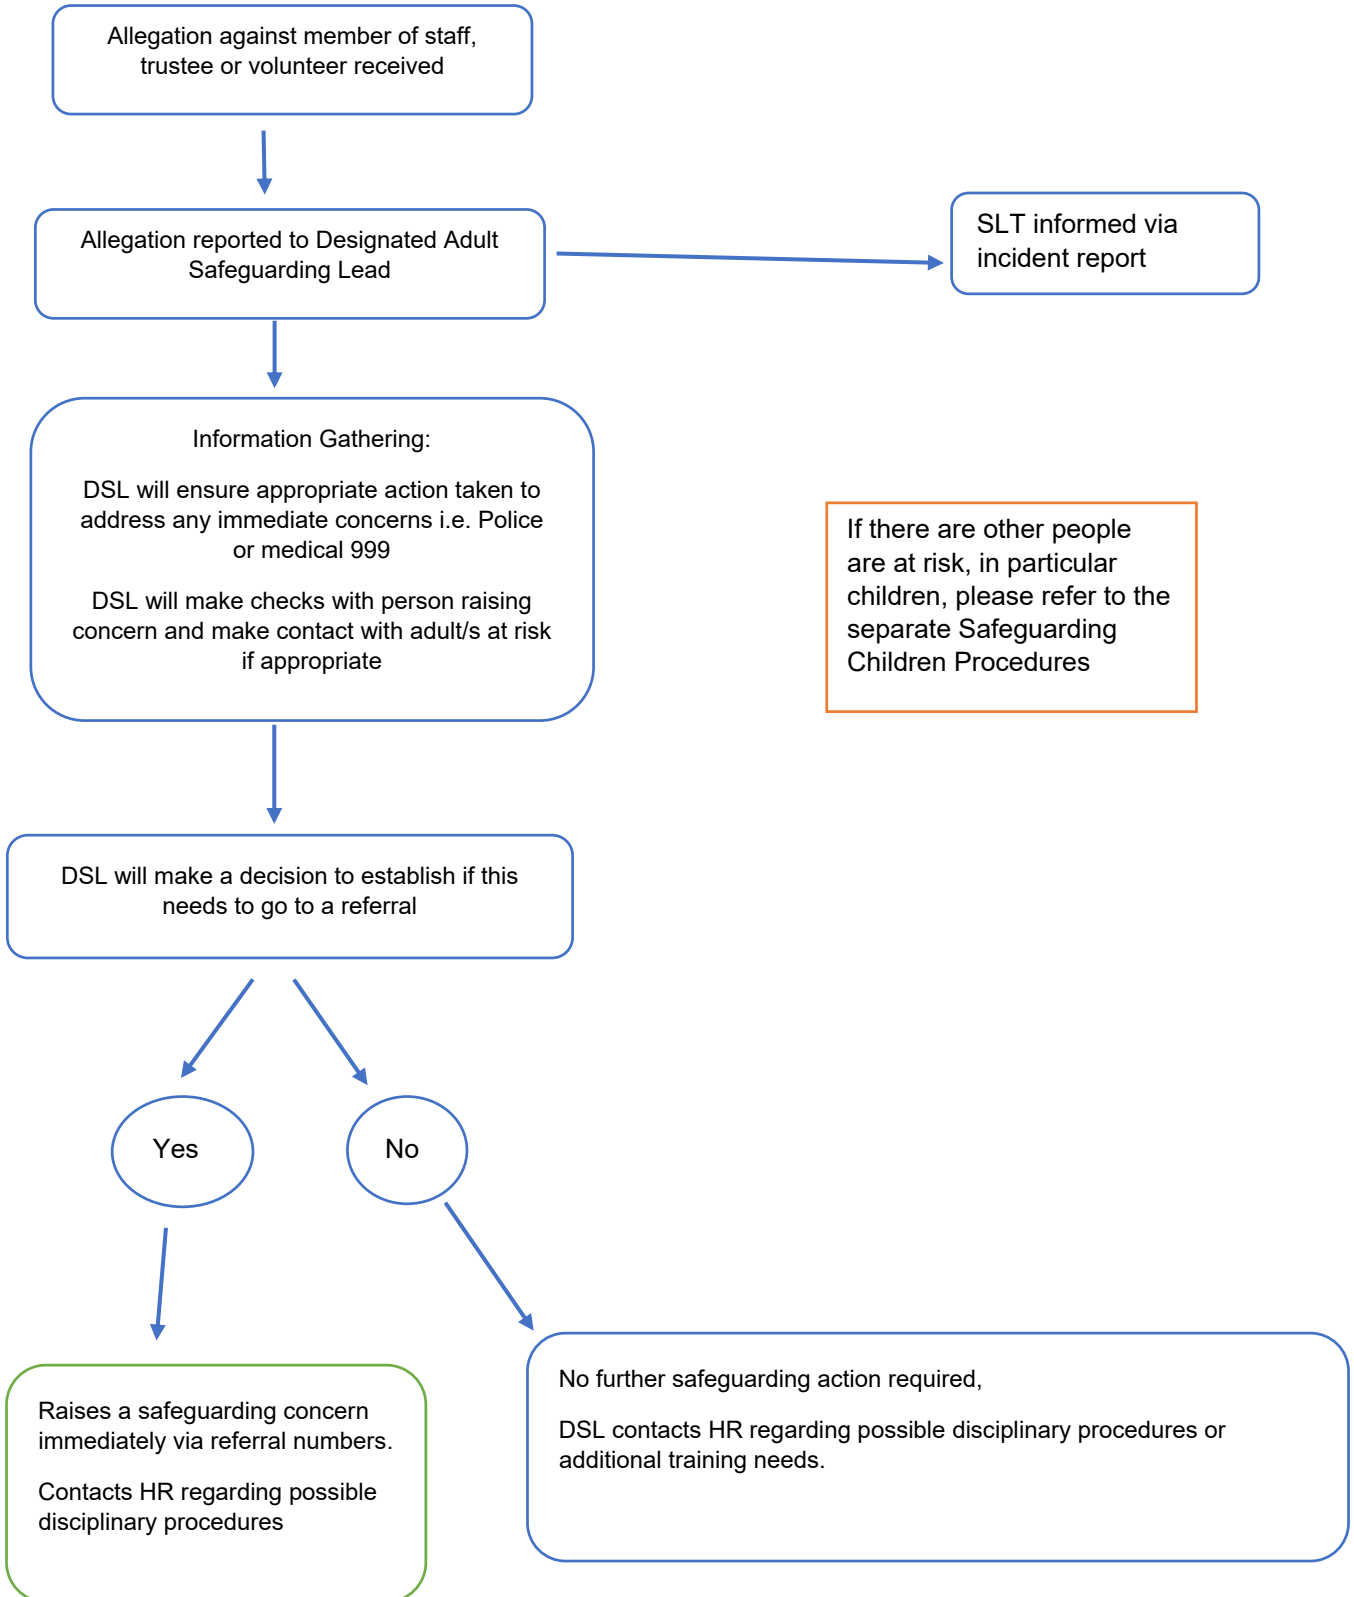 Allegation against member of staff,
trustee or volunteer received
Allegation reported to Designated Adult
Safeguarding Lead
SLT informed via
incident report
Information Gathering:
DSL will ensure appropriate action taken to
address any immediate concerns i.e. Police
or medical 999
DSL will make checks with person raising
concern and make contact with adult/s at risk
if appropriate
If there are other people
are at risk, in particular
children, please refer to the
separate Safeguarding
Children Procedures
DSL will make a decision to establish if this
needs to go to a referral
Yes
No
Raises a safeguarding concern
immediately via referral numbers.
Contacts HR regarding possible
disciplinary procedures
No further safeguarding action required,
DSL contacts HR regarding possible disciplinary procedures or
additional training needs.